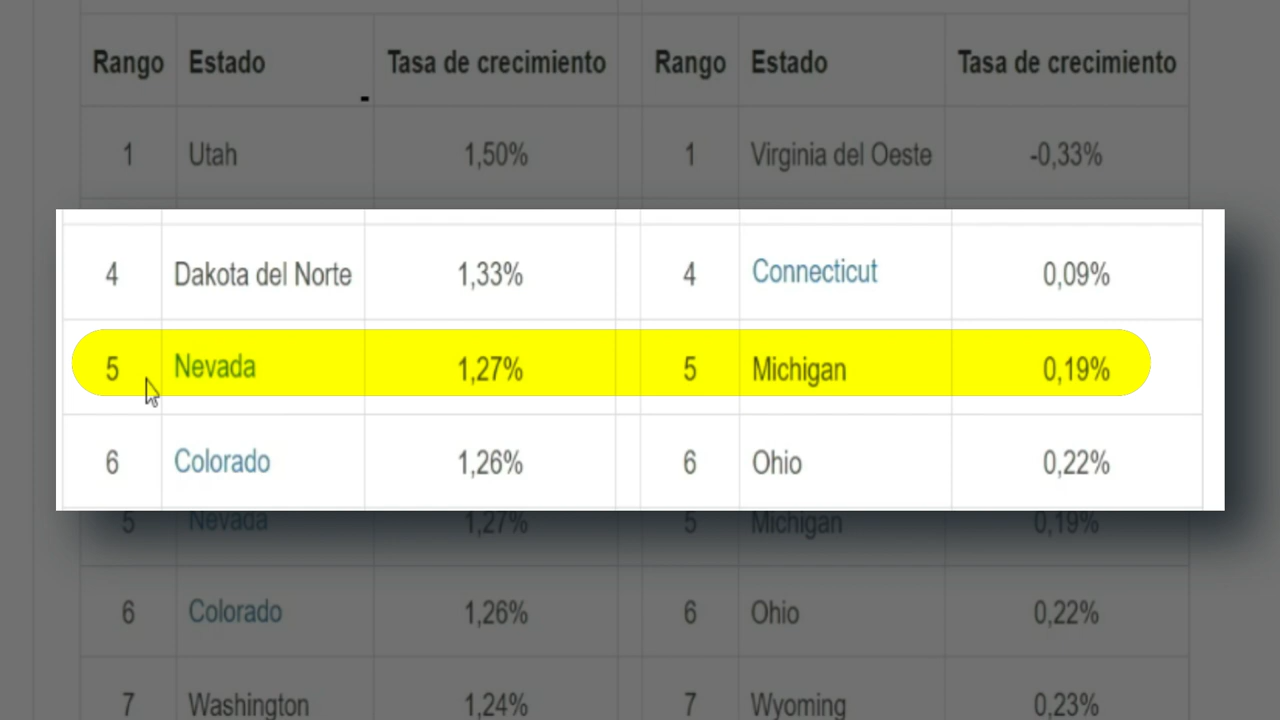 Rango Estado Tasa de crecimiento Rango Estado Tasa de crecimiento
1 Utah 1,50% 1 Virginia del Oeste -0,33%
4 Dakota del Norte 1,33% 4 Connecticut 0,09%
5 Nevada 1,27% 5 Michigan 0,19%
6 Colorado 1,26% 6 Ohio 0,22%
5 Nevada 1,27% 5 Michigan 0,19%
6 Colorado 1,26% 6 Ohio 0,22%
7 Washington 1,24% 7 Wyoming 0,23%